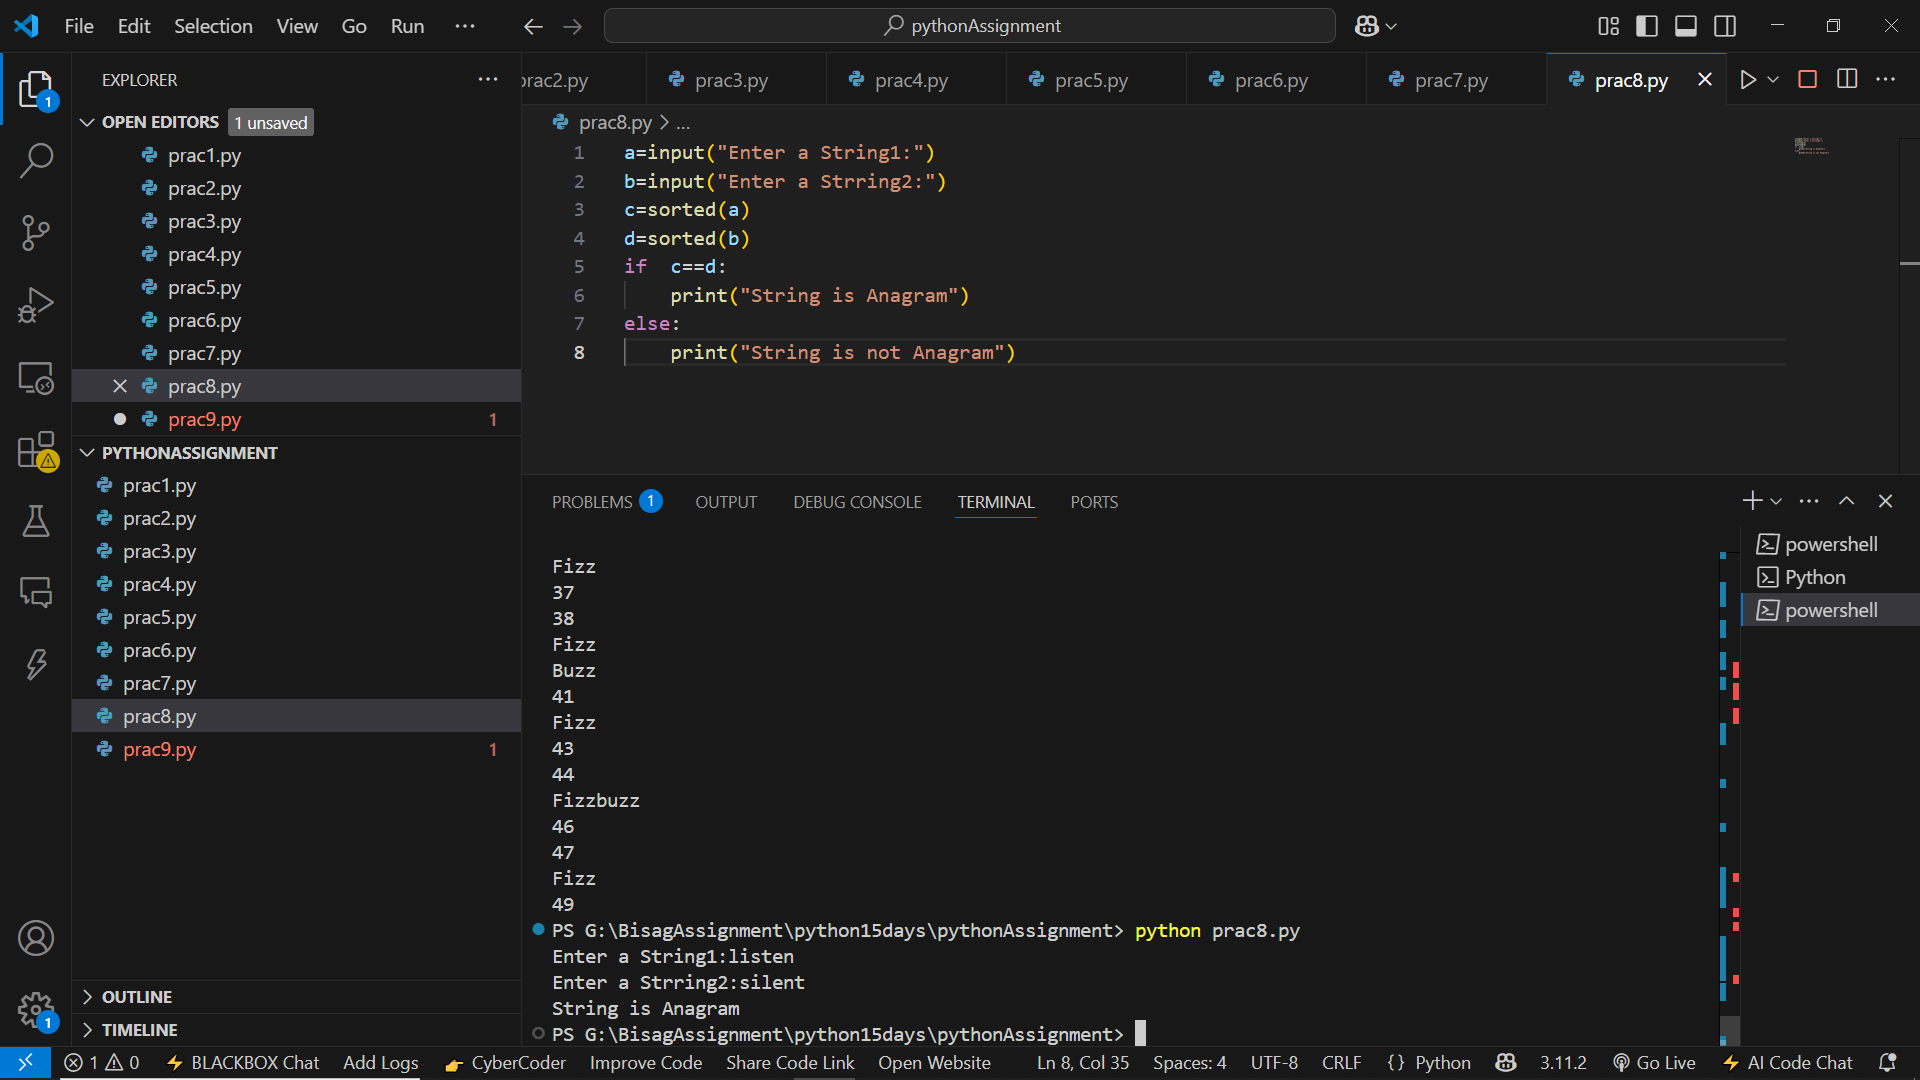 File Edit Selection View Go Run ··· pythonAssignment
EXPLORER ···
OPEN EDITORS 1 unsaved
prac1.py
prac2.py
prac3.py
prac4.py
prac5.py
prac6.py
prac7.py
prac8.py
prac9.py 1
PYTHONASSIGNMENT
prac1.py
prac2.py
prac3.py
prac4.py
prac5.py
prac6.py
prac7.py
prac8.py
prac9.py 1
OUTLINE
TIMELINE
1
1
prac2.py prac3.py prac4.py prac5.py prac6.py prac7.py prac8.py
prac8.py > ...
1 a=input("Enter a String1:")
2 b=input("Enter a Strring2:")
3 c=sorted(a)
4 d=sorted(b)
5 if  c==d:
6     print("String is Anagram")
7 else:
8     print("String is not Anagram")
PROBLEMS 1 OUTPUT DEBUG CONSOLE TERMINAL PORTS
Fizz
37
38
Fizz
Buzz
41
Fizz
43
44
Fizzbuzz
46
47
Fizz
49
PS G:\BisagAssignment\python15days\pythonAssignment> python prac8.py
Enter a String1:listen
Enter a Strring2:silent
String is Anagram
PS G:\BisagAssignment\python15days\pythonAssignment>
powershell
Python
powershell
1 0 BLACKBOX Chat Add Logs CyberCoder Improve Code Share Code Link Open Website Ln 8, Col 35 Spaces: 4 UTF-8 CRLF {} Python 3.11.2 Go Live AI Code Chat